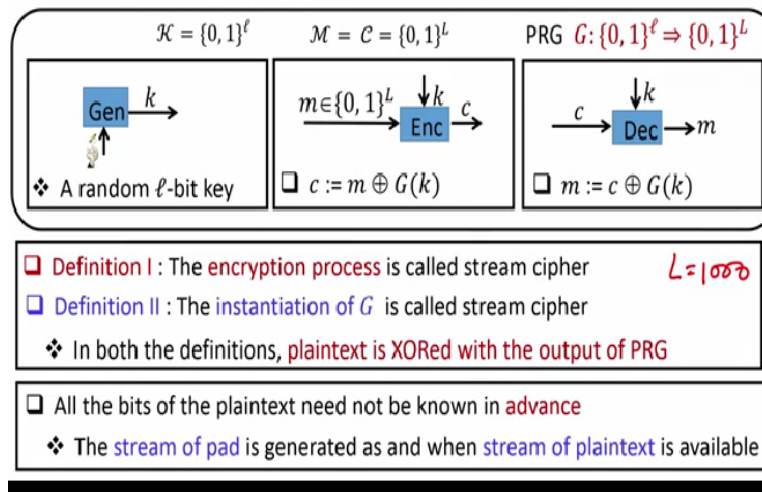 𝒦 = {0, 1}^ℓ   ℳ = 𝒞 = {0, 1}^L   PRG G: {0, 1}^ℓ ⇒ {0, 1}^L
Gen k
❖ A random ℓ-bit key
m∈{0, 1}^L k c
Enc
❑ c := m ⊕ G(k)
c k
Dec m
❑ m := c ⊕ G(k)
❑ Definition I : The encryption process is called stream cipher L=1000
❑ Definition II : The instantiation of G is called stream cipher
❖ In both the definitions, plaintext is XORed with the output of PRG
❑ All the bits of the plaintext need not be known in advance
❖ The stream of pad is generated as and when stream of plaintext is available